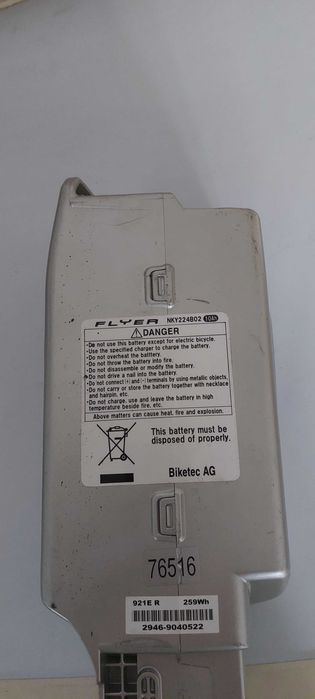 FLYER NKY224B02 10Ah
DANGER
•Do not use this battery except for electric bicycle.
•Use the specified charger to charge the battery.
•Do not overheat the battery.
•Do not throw the battery into fire.
•Do not disassemble or modify the battery.
•Do not drive a nail into the battery.
•Do not connect (+) and (-) terminals by using metallic objects.
•Do not carry or store the battery together with necklace
and hairpin, etc.
•Do not charge, use and leave the battery in high
temperature beside fire, etc.
Above matters can cause heat, fire and explosion.
This battery must be
disposed of properly.
Biketec AG
76516
921E R 259Wh
2946-9040522